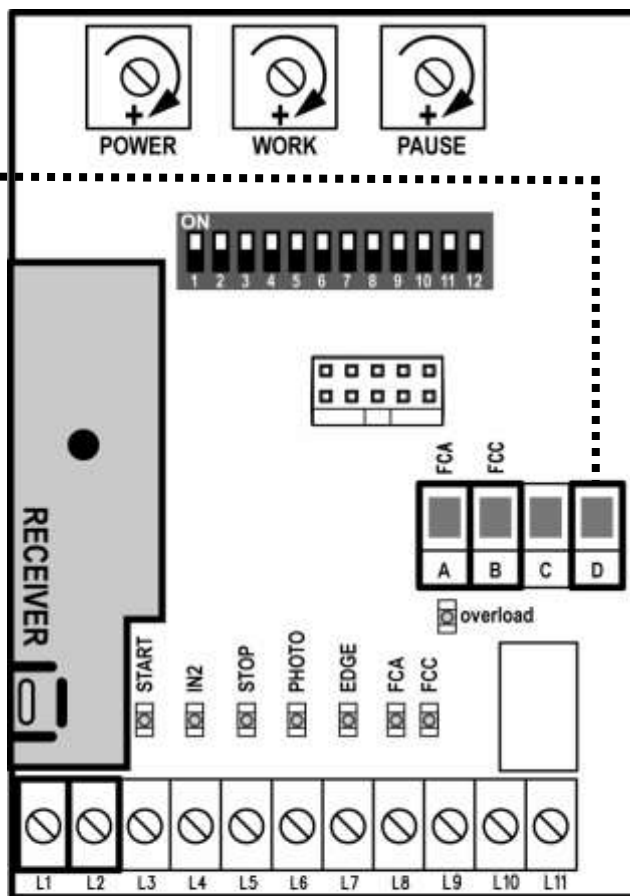 POWER WORK PAUSE
ON
1 2 3 4 5 6 7 8 9 10 11 12
FCA FCC
RECEIVER
A B C D
overload
START IN2 STOP PHOTO EDGE FCA FCC
L1 L2 L3 L4 L5 L6 L7 L8 L9 L10 L11